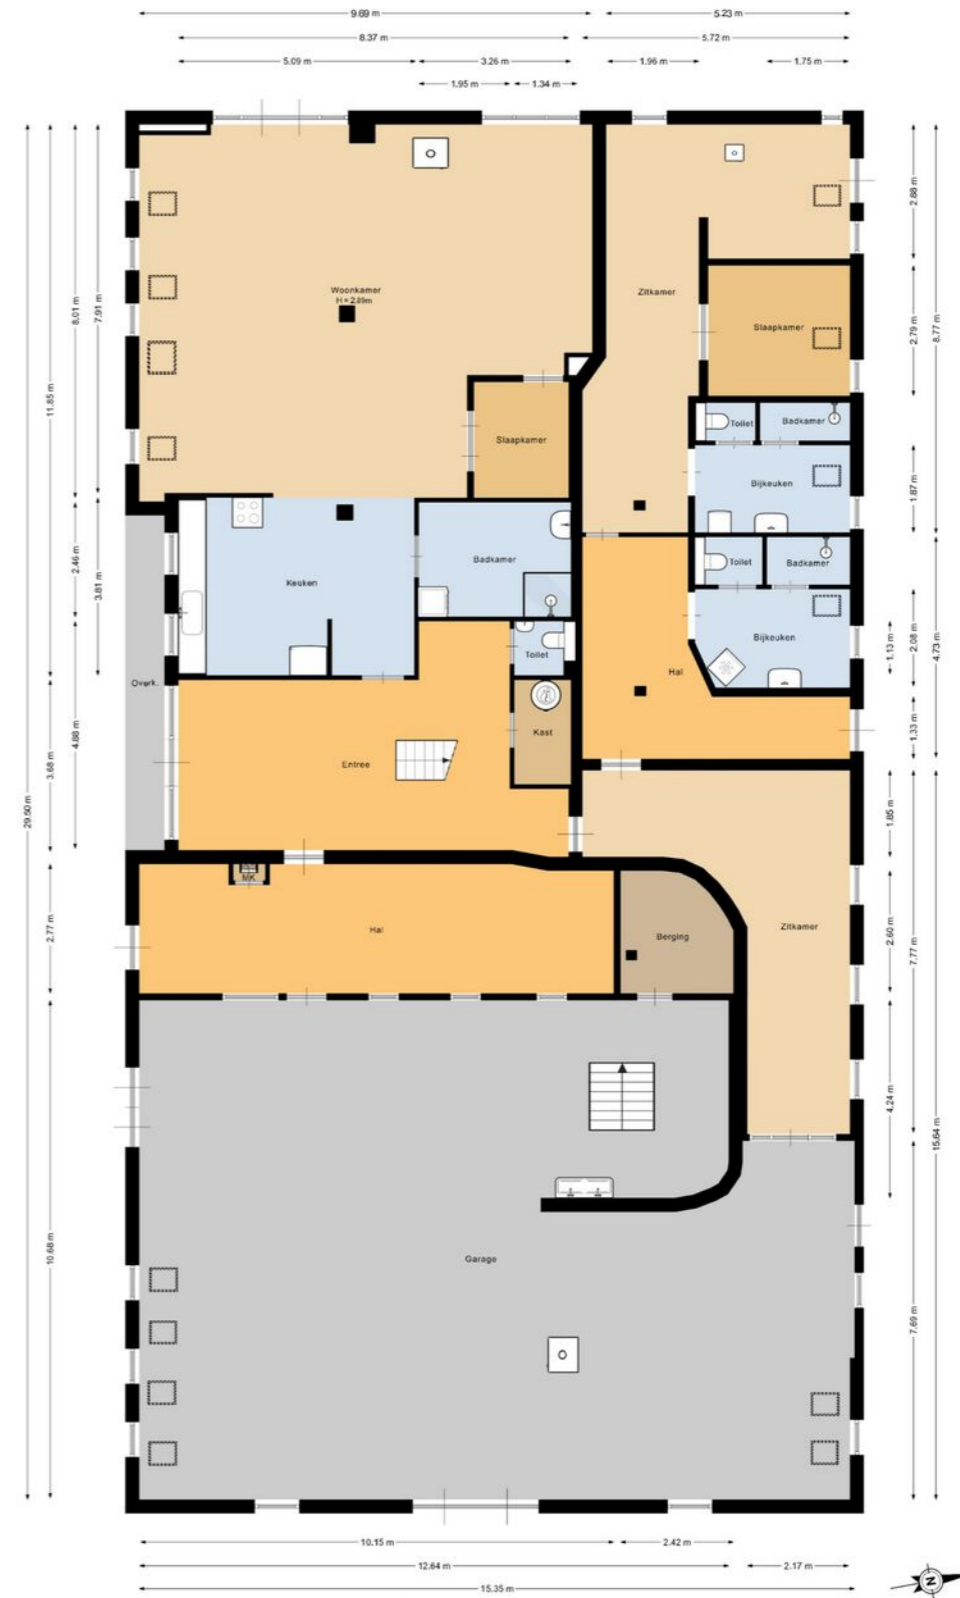 9.69 m
5.23 m
8.37 m
5.72 m
5.09 m
3.26 m
1.96 m
1.75 m
1.95 m
1.34 m
2.88 m
Woonkamer
H = 2.89m
Zitkamer
8.01 m
7.91 m
Slaapkamer
2.79 m
8.77 m
11.85 m
Toilet
Badkamer
Slaapkamer
Bijkeuken
1.87 m
2.46 m
3.81 m
Keuken
Badkamer
Toilet
Badkamer
Bijkeuken
1.13 m
2.08 m
4.73 m
Toilet
Hal
Overk.
4.88 m
3.68 m
Kast
1.33 m
Entree
29.50 m
1.85 m
MK
2.77 m
Hal
Berging
Zitkamer
2.60 m
7.77 m
4.24 m
15.64 m
10.68 m
Garage
7.69 m
10.15 m
2.42 m
12.64 m
2.17 m
15.35 m
N